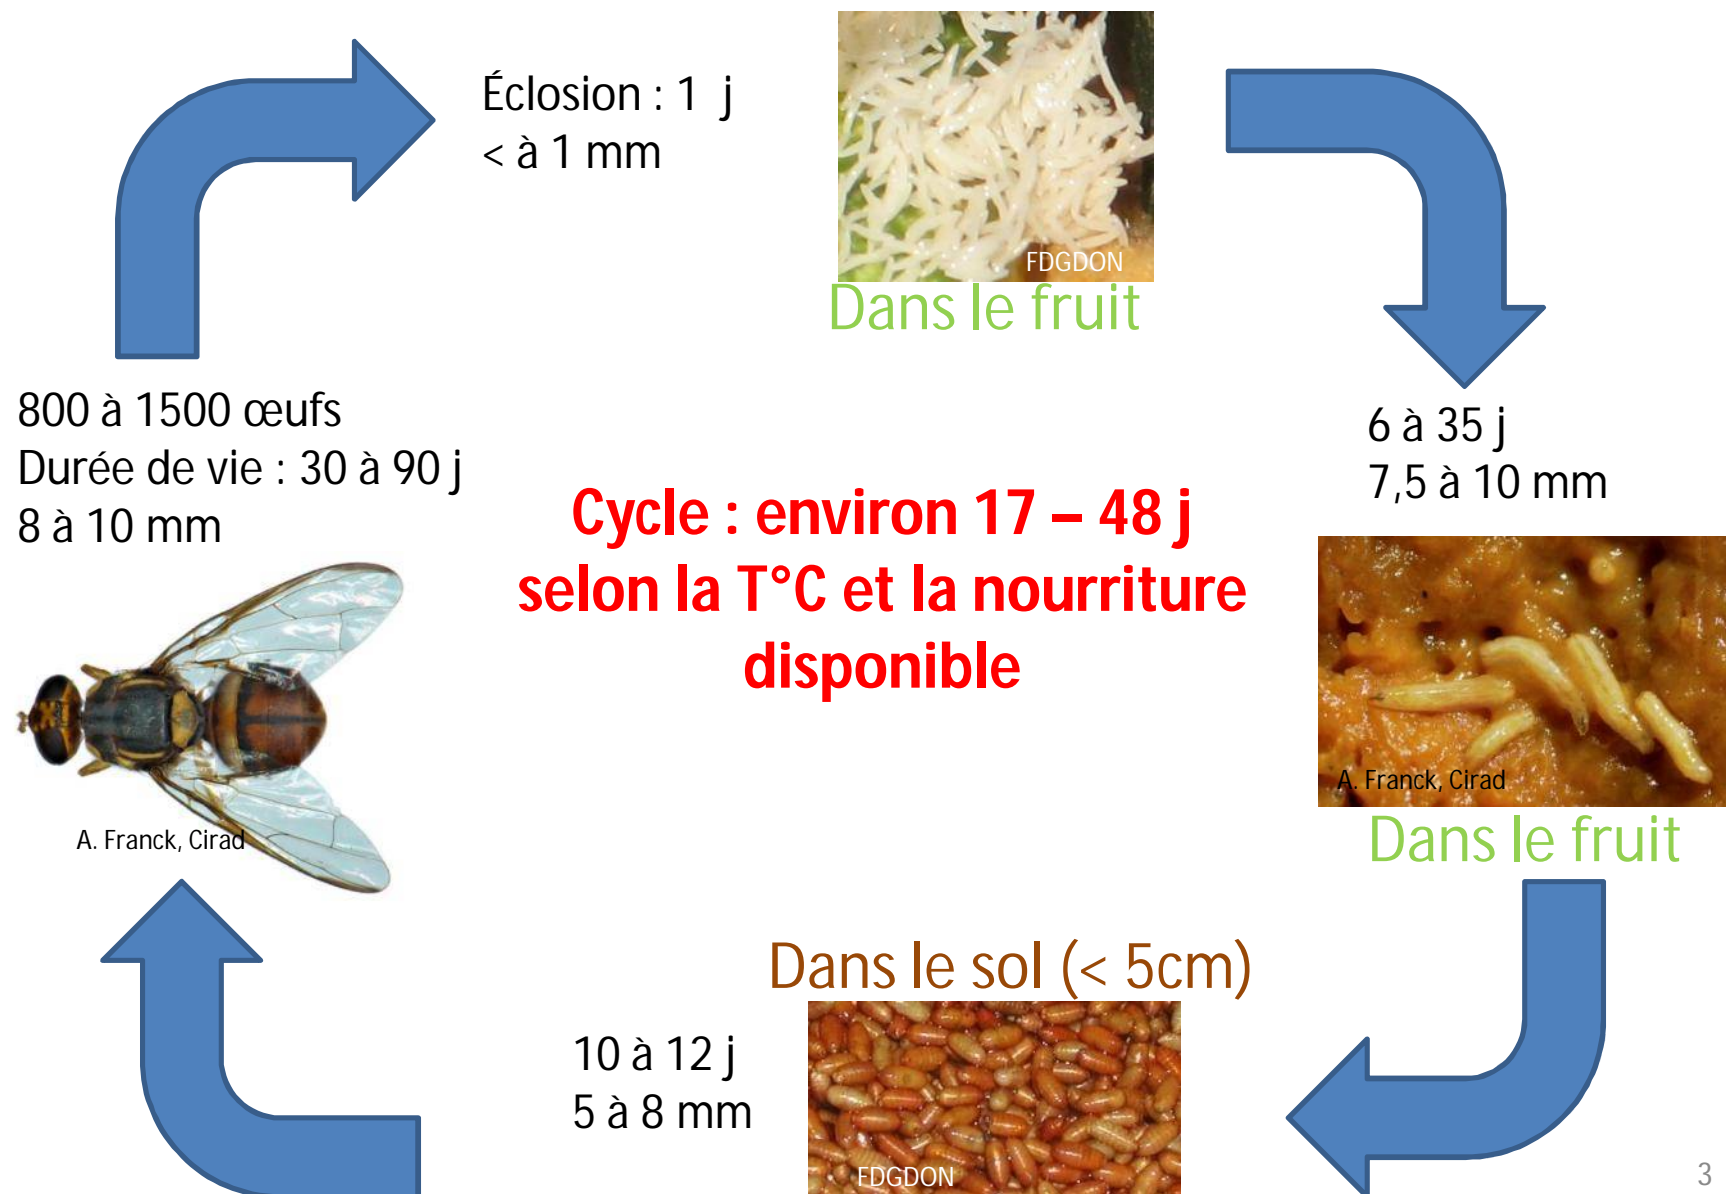 Éclosion : 1 j
< à 1 mm
FDGDON
Dans le fruit
800 à 1500 œufs
Durée de vie : 30 à 90 j
8 à 10 mm
6 à 35 j
7,5 à 10 mm
Cycle : environ 17 – 48 j
selon la T°C et la nourriture
disponible
A. Franck, Cirad
A. Franck, Cirad
Dans le fruit
Dans le sol (< 5cm)
10 à 12 j
5 à 8 mm
FDGDON
3